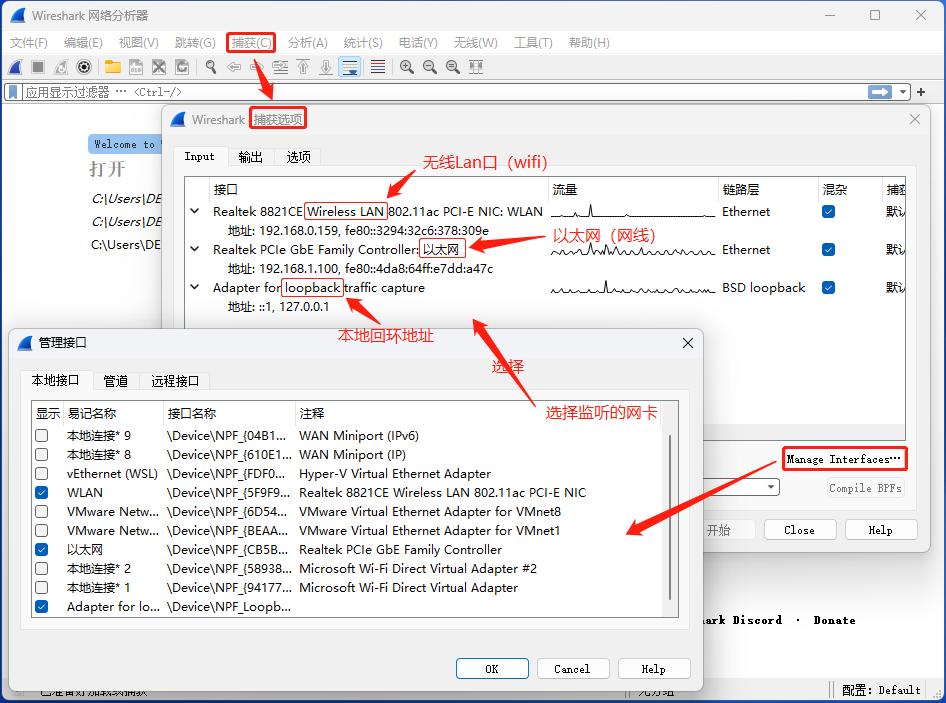 Wireshark 网络分析器
文件(F) 编辑(E) 视图(V) 跳转(G) 捕获(C) 分析(A) 统计(S) 电话(Y) 无线(W) 工具(T) 帮助(H)
应用显示过滤器 … <Ctrl-/>
Wireshark · 捕获选项
Welcome to
打开
C:\Users\DE
C:\Users\DE
C:\Users\DE
Input 输出 选项
无线Lan口（wifi）
接口 流量 链路层 混杂
Realtek 8821CE Wireless LAN 802.11ac PCI-E NIC: WLAN Ethernet 默认
地址: 192.168.0.159, fe80::3294:32c6:378:309e
以太网（网线）
Realtek PCIe GbE Family Controller: 以太网 Ethernet 默认
地址: 192.168.1.100, fe80::4da8:64ff:e7dd:a47c
Adapter for loopback traffic capture BSD loopback 默认
地址: ::1, 127.0.0.1
本地回环地址
选择
选择监听的网卡
Manage Interfaces…
Compile BPFs
开始 Close Help
管理接口
本地接口 管道 远程接口
显示 易记名称 接口名称 注释
本地连接* 9 \Device\NPF_{04B1... WAN Miniport (IPv6)
本地连接* 8 \Device\NPF_{610E1... WAN Miniport (IP)
vEthernet (WSL) \Device\NPF_{FDF0... Hyper-V Virtual Ethernet Adapter
WLAN \Device\NPF_{5F9F9... Realtek 8821CE Wireless LAN 802.11ac PCI-E NIC
VMware Netw... \Device\NPF_{6D54... VMware Virtual Ethernet Adapter for VMnet8
VMware Netw... \Device\NPF_{BEAA... VMware Virtual Ethernet Adapter for VMnet1
以太网 \Device\NPF_{CB5B... Realtek PCIe GbE Family Controller
本地连接* 2 \Device\NPF_{58938... Microsoft Wi-Fi Direct Virtual Adapter #2
本地连接* 1 \Device\NPF_{94177... Microsoft Wi-Fi Direct Virtual Adapter
Adapter for lo... \Device\NPF_Loopb...
OK Cancel Help
ark Discord · Donate
已准备好加载或捕获 无分组 配置: Default